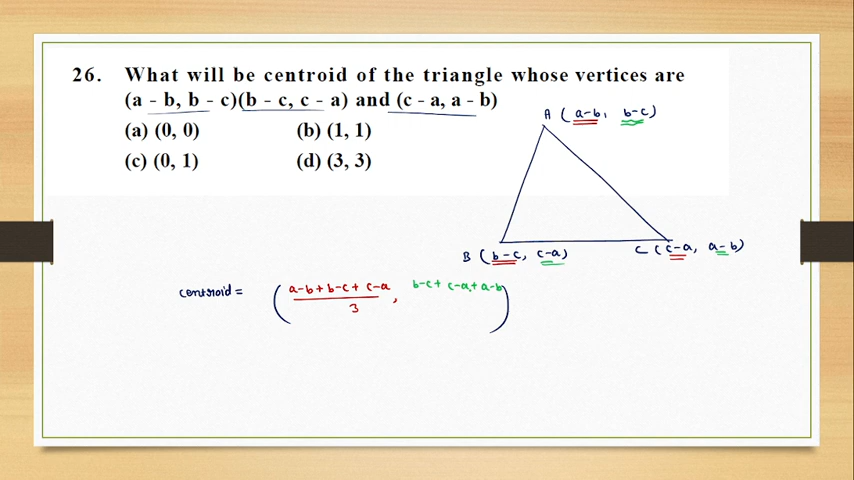 26. What will be centroid of the triangle whose vertices are
(a - b, b - c)(b - c, c - a) and (c - a, a - b)
(a) (0, 0) (b) (1, 1)
(c) (0, 1) (d) (3, 3)
A (a-b, b-c)
B (b-c, c-a)
C (c-a, a-b)
centroid = ( a-b+b-c+c-a / 3 , b-c+c-a+a-b )